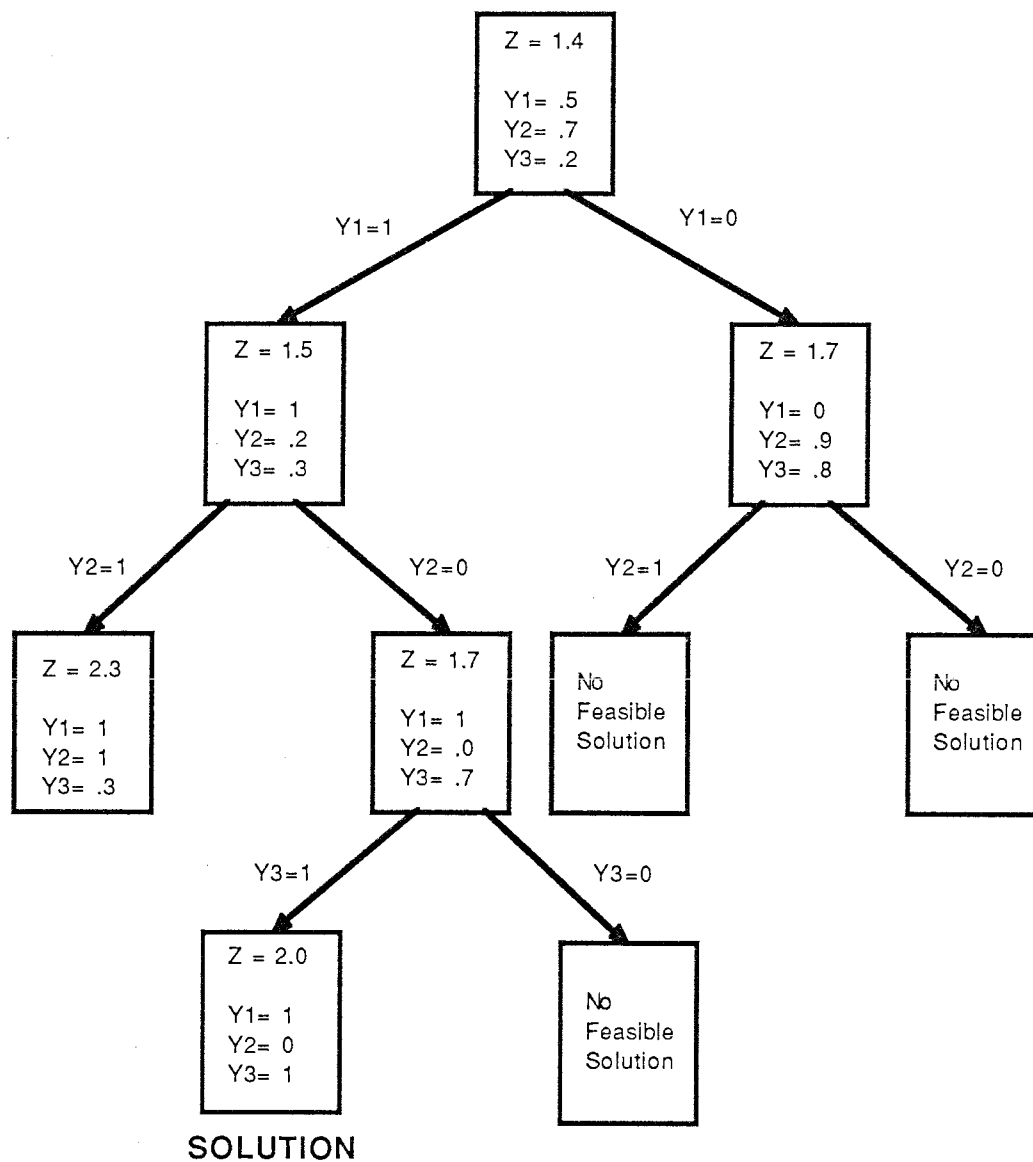 Z = 1.4
Y1= .5
Y2= .7
Y3= .2
Y1=1
Y1=0
Z = 1.5
Y1= 1
Y2= .2
Y3= .3
Z = 1.7
Y1= 0
Y2= .9
Y3= .8
Y2=1
Y2=0
Y2=1
Y2=0
Z = 2.3
Y1= 1
Y2= 1
Y3= .3
Z = 1.7
Y1= 1
Y2= .0
Y3= .7
No
Feasible
Solution
No
Feasible
Solution
Y3=1
Y3=0
Z = 2.0
Y1= 1
Y2= 0
Y3= 1
No
Feasible
Solution
SOLUTION